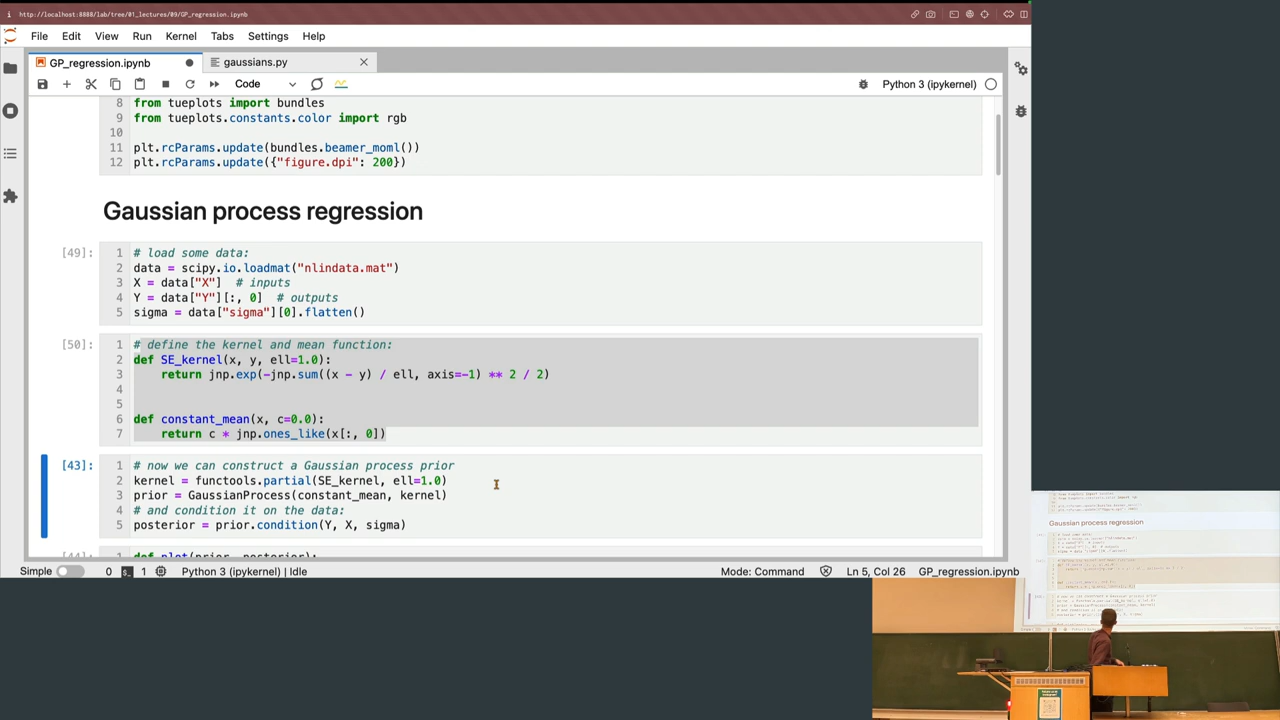 http://localhost:8888/lab/tree/01_lectures/09/GP_regression.ipynb
File Edit View Run Kernel Tabs Settings Help
GP_regression.ipynb gaussians.py
Code Python 3 (ipykernel)
8 from tueplots import bundles
9 from tueplots.constants.color import rgb
10
11 plt.rcParams.update(bundles.beamer_moml())
12 plt.rcParams.update({"figure.dpi": 200})
Gaussian process regression
[49]: 1 # load some data:
2 data = scipy.io.loadmat("nlindata.mat")
3 X = data["X"]  # inputs
4 Y = data["Y"][:, 0]  # outputs
5 sigma = data["sigma"][0].flatten()
[50]: 1 # define the kernel and mean function:
2 def SE_kernel(x, y, ell=1.0):
3     return jnp.exp(-jnp.sum((x - y) / ell, axis=-1) ** 2 / 2)
4
5
6 def constant_mean(x, c=0.0):
7     return c * jnp.ones_like(x[:, 0])
[43]: 1 # now we can construct a Gaussian process prior
2 kernel = functools.partial(SE_kernel, ell=1.0)
3 prior = GaussianProcess(constant_mean, kernel)
4 # and condition it on the data:
5 posterior = prior.condition(Y, X, sigma)
[44]: 1 def plot(prior, posterior):
Simple 0 1 Python 3 (ipykernel) | Idle Mode: Command Ln 5, Col 26 GP_regression.ipynb
Gaussian process regression